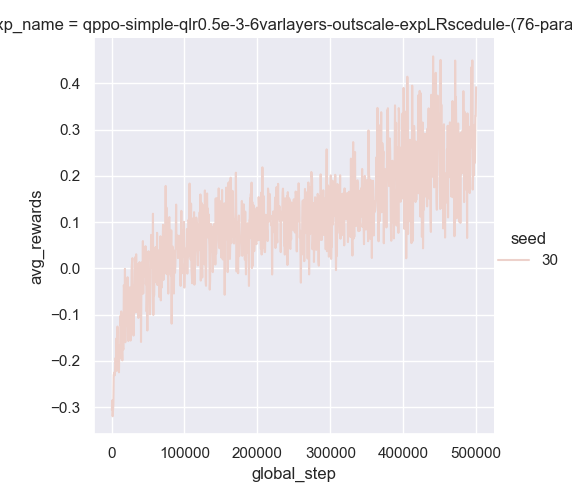 xp_name = qppo-simple-qlr0.5e-3-6varlayers-outscale-expLRscedule-(76-para
0.4
0.3
0.2
0.1
0.0
−0.1
−0.2
−0.3
avg_rewards
0 100000 200000 300000 400000 500000
global_step
seed
30